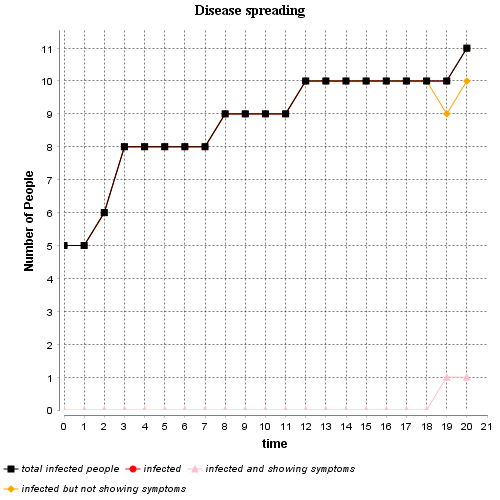 Disease spreading
11
10
9
8
7
6
5
4
3
2
1
0
Number of People
0 1 2 3 4 5 6 7 8 9 10 11 12 13 14 15 16 17 18 19 20 21
time
total infected people infected infected and showing symptoms
infected but not showing symptoms